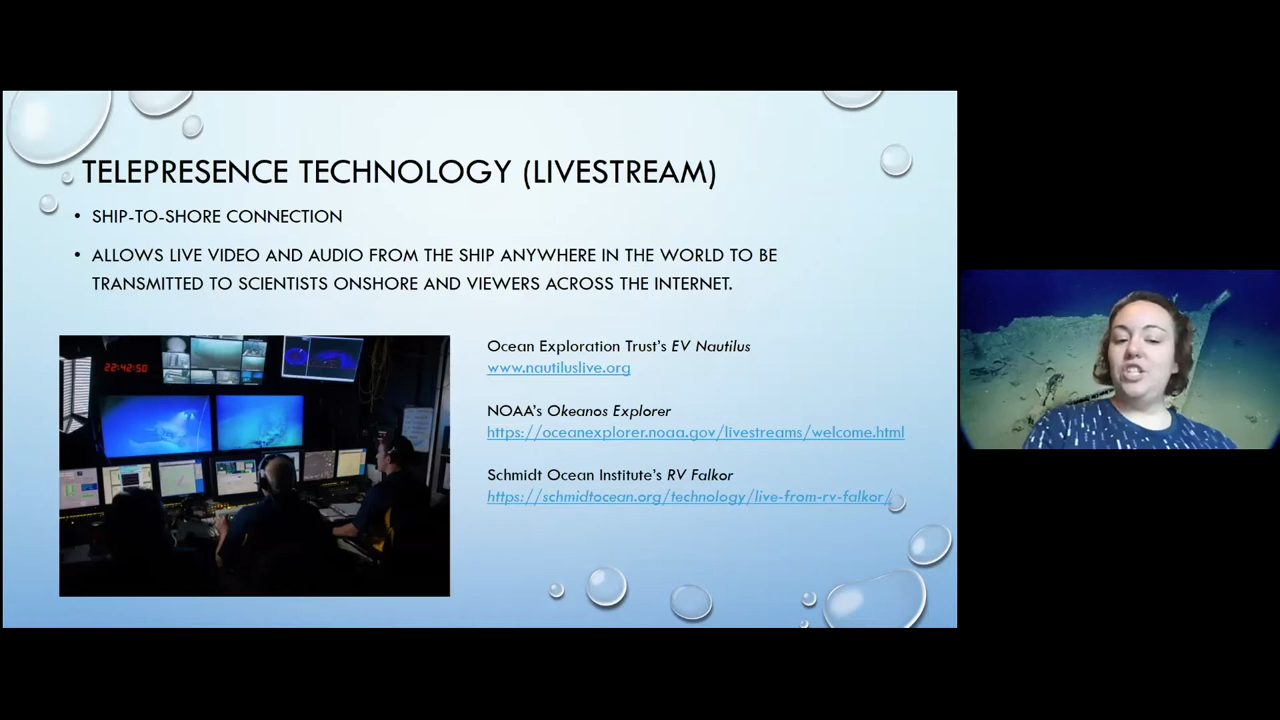 TELEPRESENCE TECHNOLOGY (LIVESTREAM)
• SHIP-TO-SHORE CONNECTION
• ALLOWS LIVE VIDEO AND AUDIO FROM THE SHIP ANYWHERE IN THE WORLD TO BE
TRANSMITTED TO SCIENTISTS ONSHORE AND VIEWERS ACROSS THE INTERNET.
22:42:50
Ocean Exploration Trust's EV Nautilus
www.nautiluslive.org
NOAA's Okeanos Explorer
https://oceanexplorer.noaa.gov/livestreams/welcome.html
Schmidt Ocean Institute's RV Falkor
https://schmidtocean.org/technology/live-from-rv-falkor/